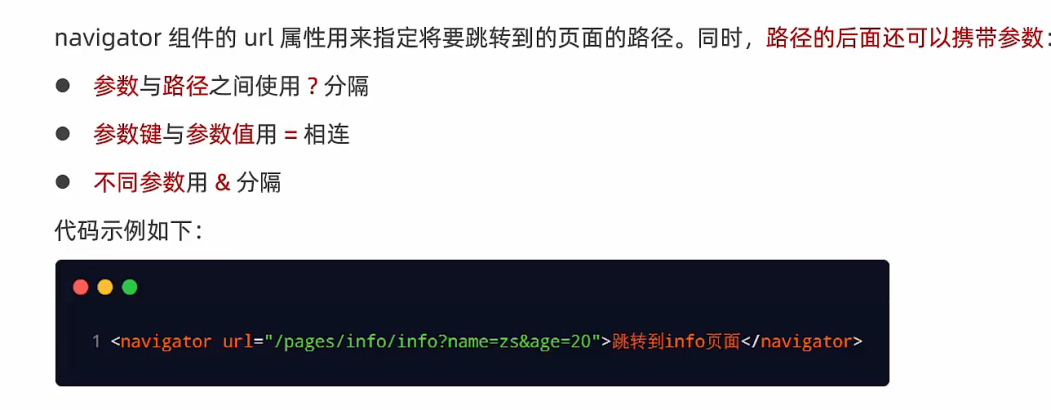 navigator 组件的 url 属性用来指定将要跳转到的页面的路径。同时，路径的后面还可以携带参数：
● 参数与路径之间使用 ? 分隔
● 参数键与参数值用 = 相连
● 不同参数用 & 分隔
代码示例如下：
1 <navigator url="/pages/info/info?name=zs&age=20">跳转到info页面</navigator>